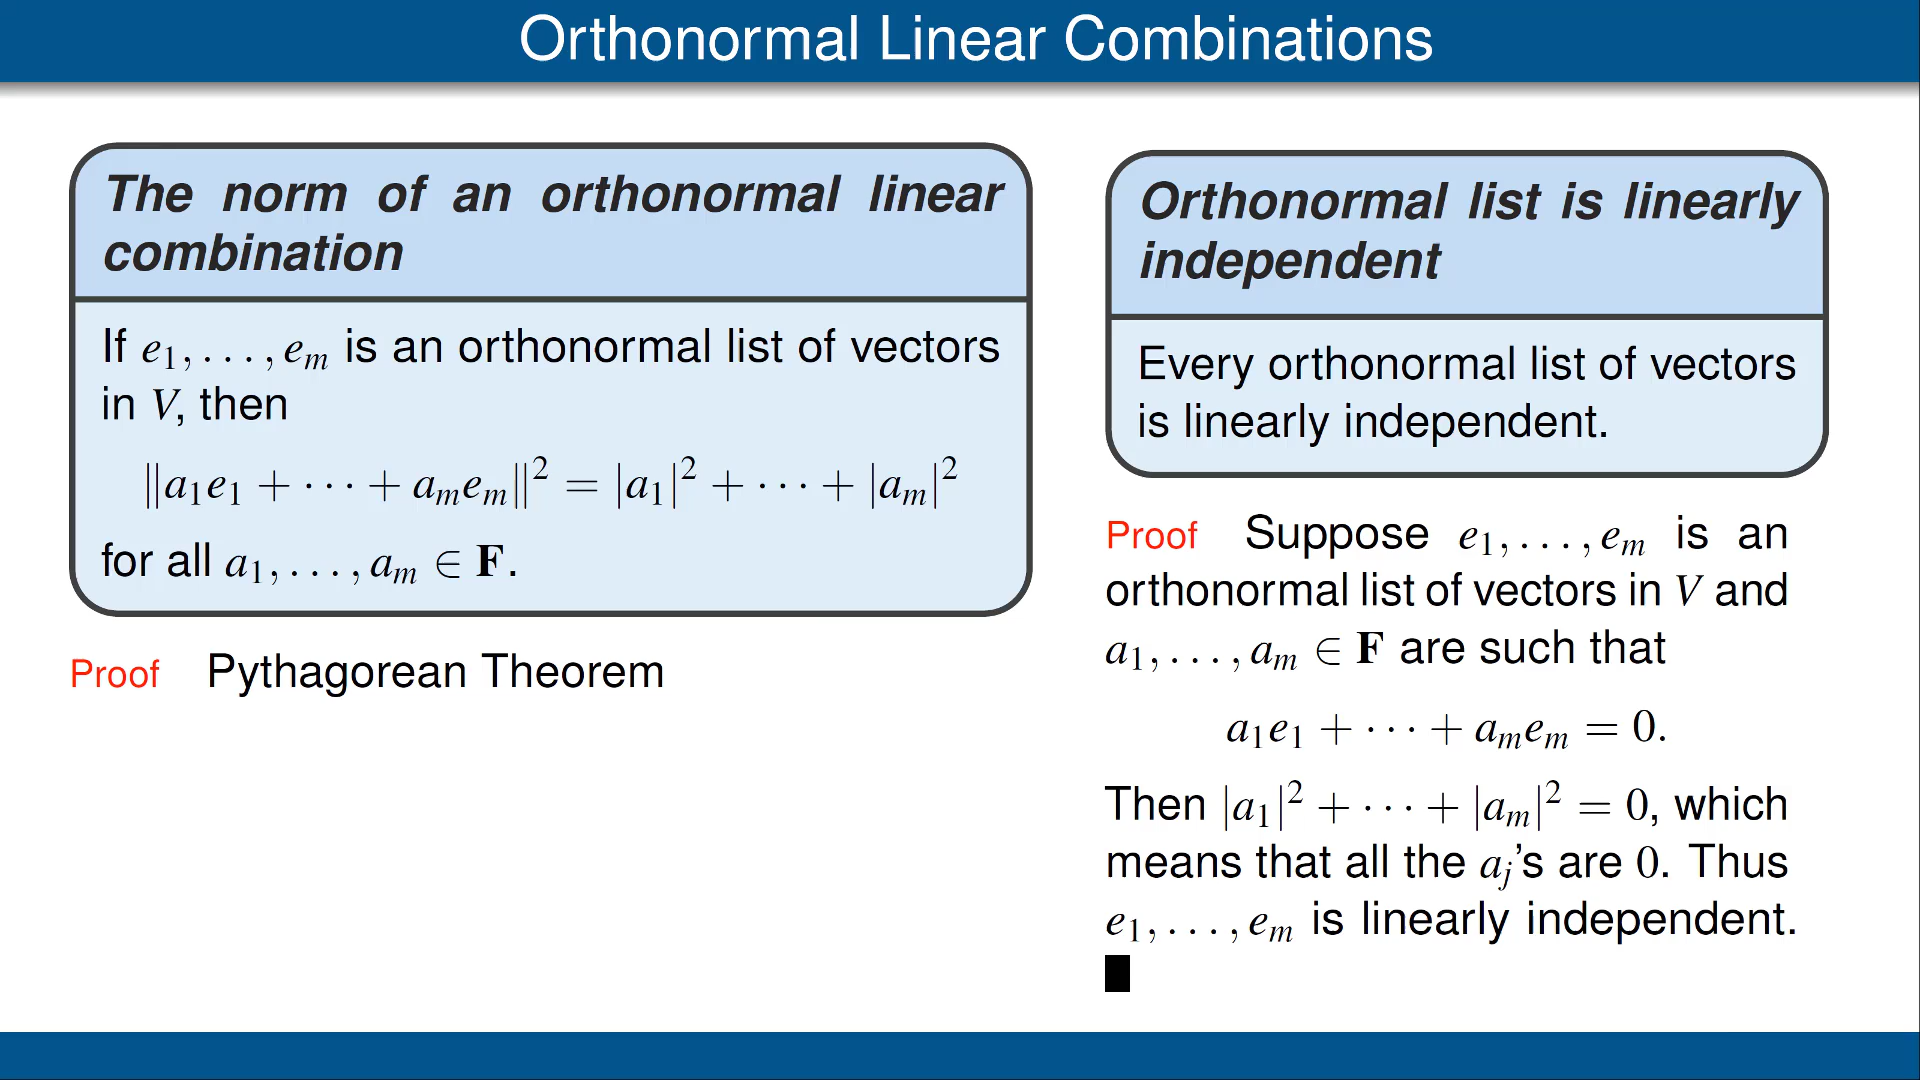 Orthonormal Linear Combinations
The norm of an orthonormal linear
combination
If e₁, . . . , eₘ is an orthonormal list of vectors
in V, then
‖a₁e₁ + · · · + aₘeₘ‖² = |a₁|² + · · · + |aₘ|²
for all a₁, . . . , aₘ ∈ F.
Proof Pythagorean Theorem
Orthonormal list is linearly
independent
Every orthonormal list of vectors
is linearly independent.
Proof Suppose e₁, . . . , eₘ is an
orthonormal list of vectors in V and
a₁, . . . , aₘ ∈ F are such that
a₁e₁ + · · · + aₘeₘ = 0.
Then |a₁|² + · · · + |aₘ|² = 0, which
means that all the aⱼ’s are 0. Thus
e₁, . . . , eₘ is linearly independent.
■